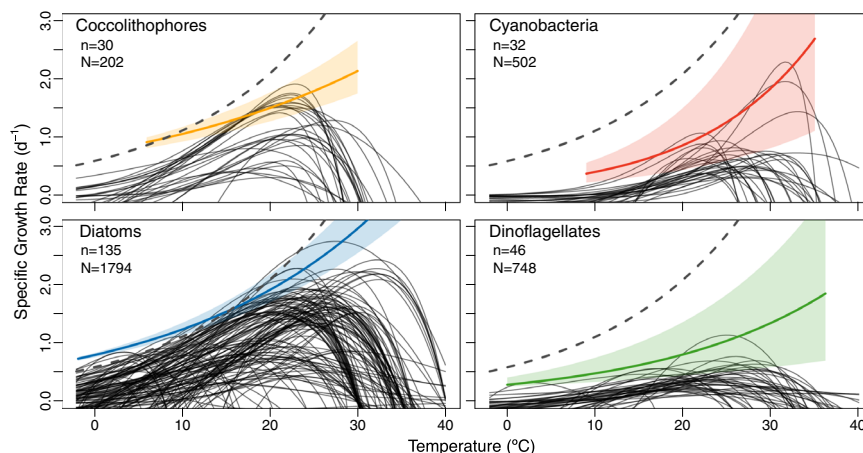 Coccolithophores
n=30
N=202
Cyanobacteria
n=32
N=502
Diatoms
n=135
N=1794
Dinoflagellates
n=46
N=748
Specific Growth Rate (d⁻¹)
3.0
2.0
1.0
0.0
3.0
2.0
1.0
0.0
0 10 20 30 40
0 10 20 30 40
Temperature (ºC)